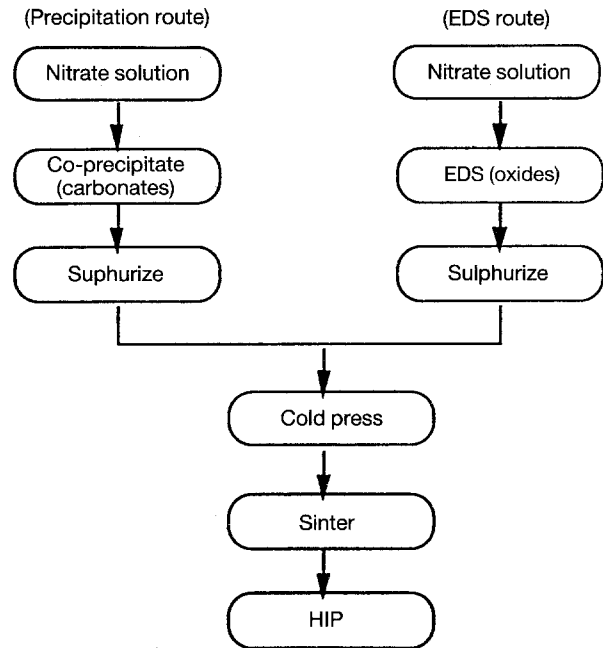 (Precipitation route)
Nitrate solution
Co-precipitate
(carbonates)
Suphurize
(EDS route)
Nitrate solution
EDS (oxides)
Sulphurize
Cold press
Sinter
HIP